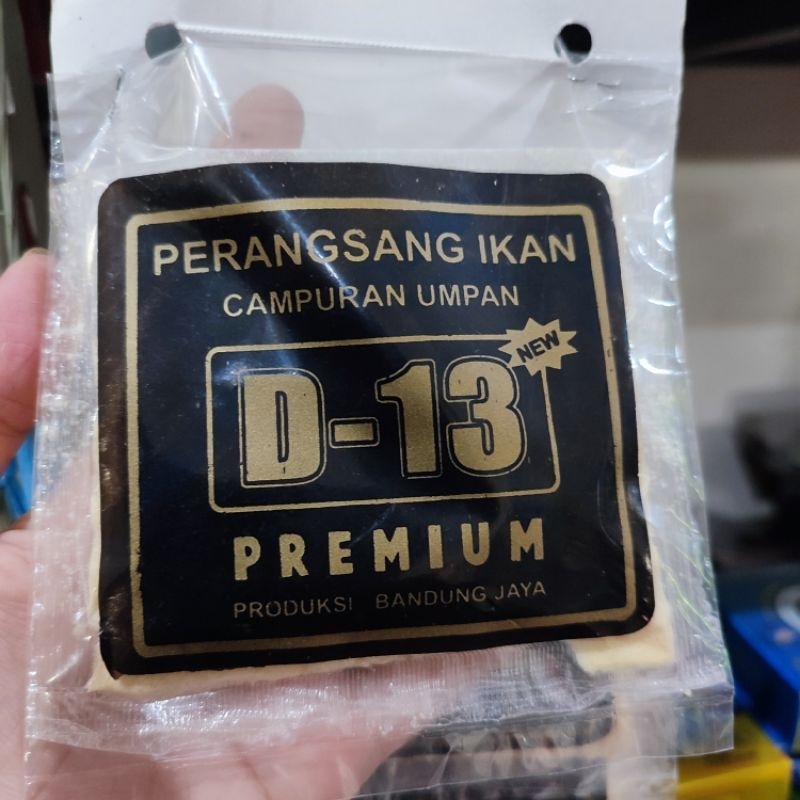 PERANGSANG IKAN
CAMPURAN UMPAN
NEW
D-13
PREMIUM
PRODUKSI BANDUNG JAYA